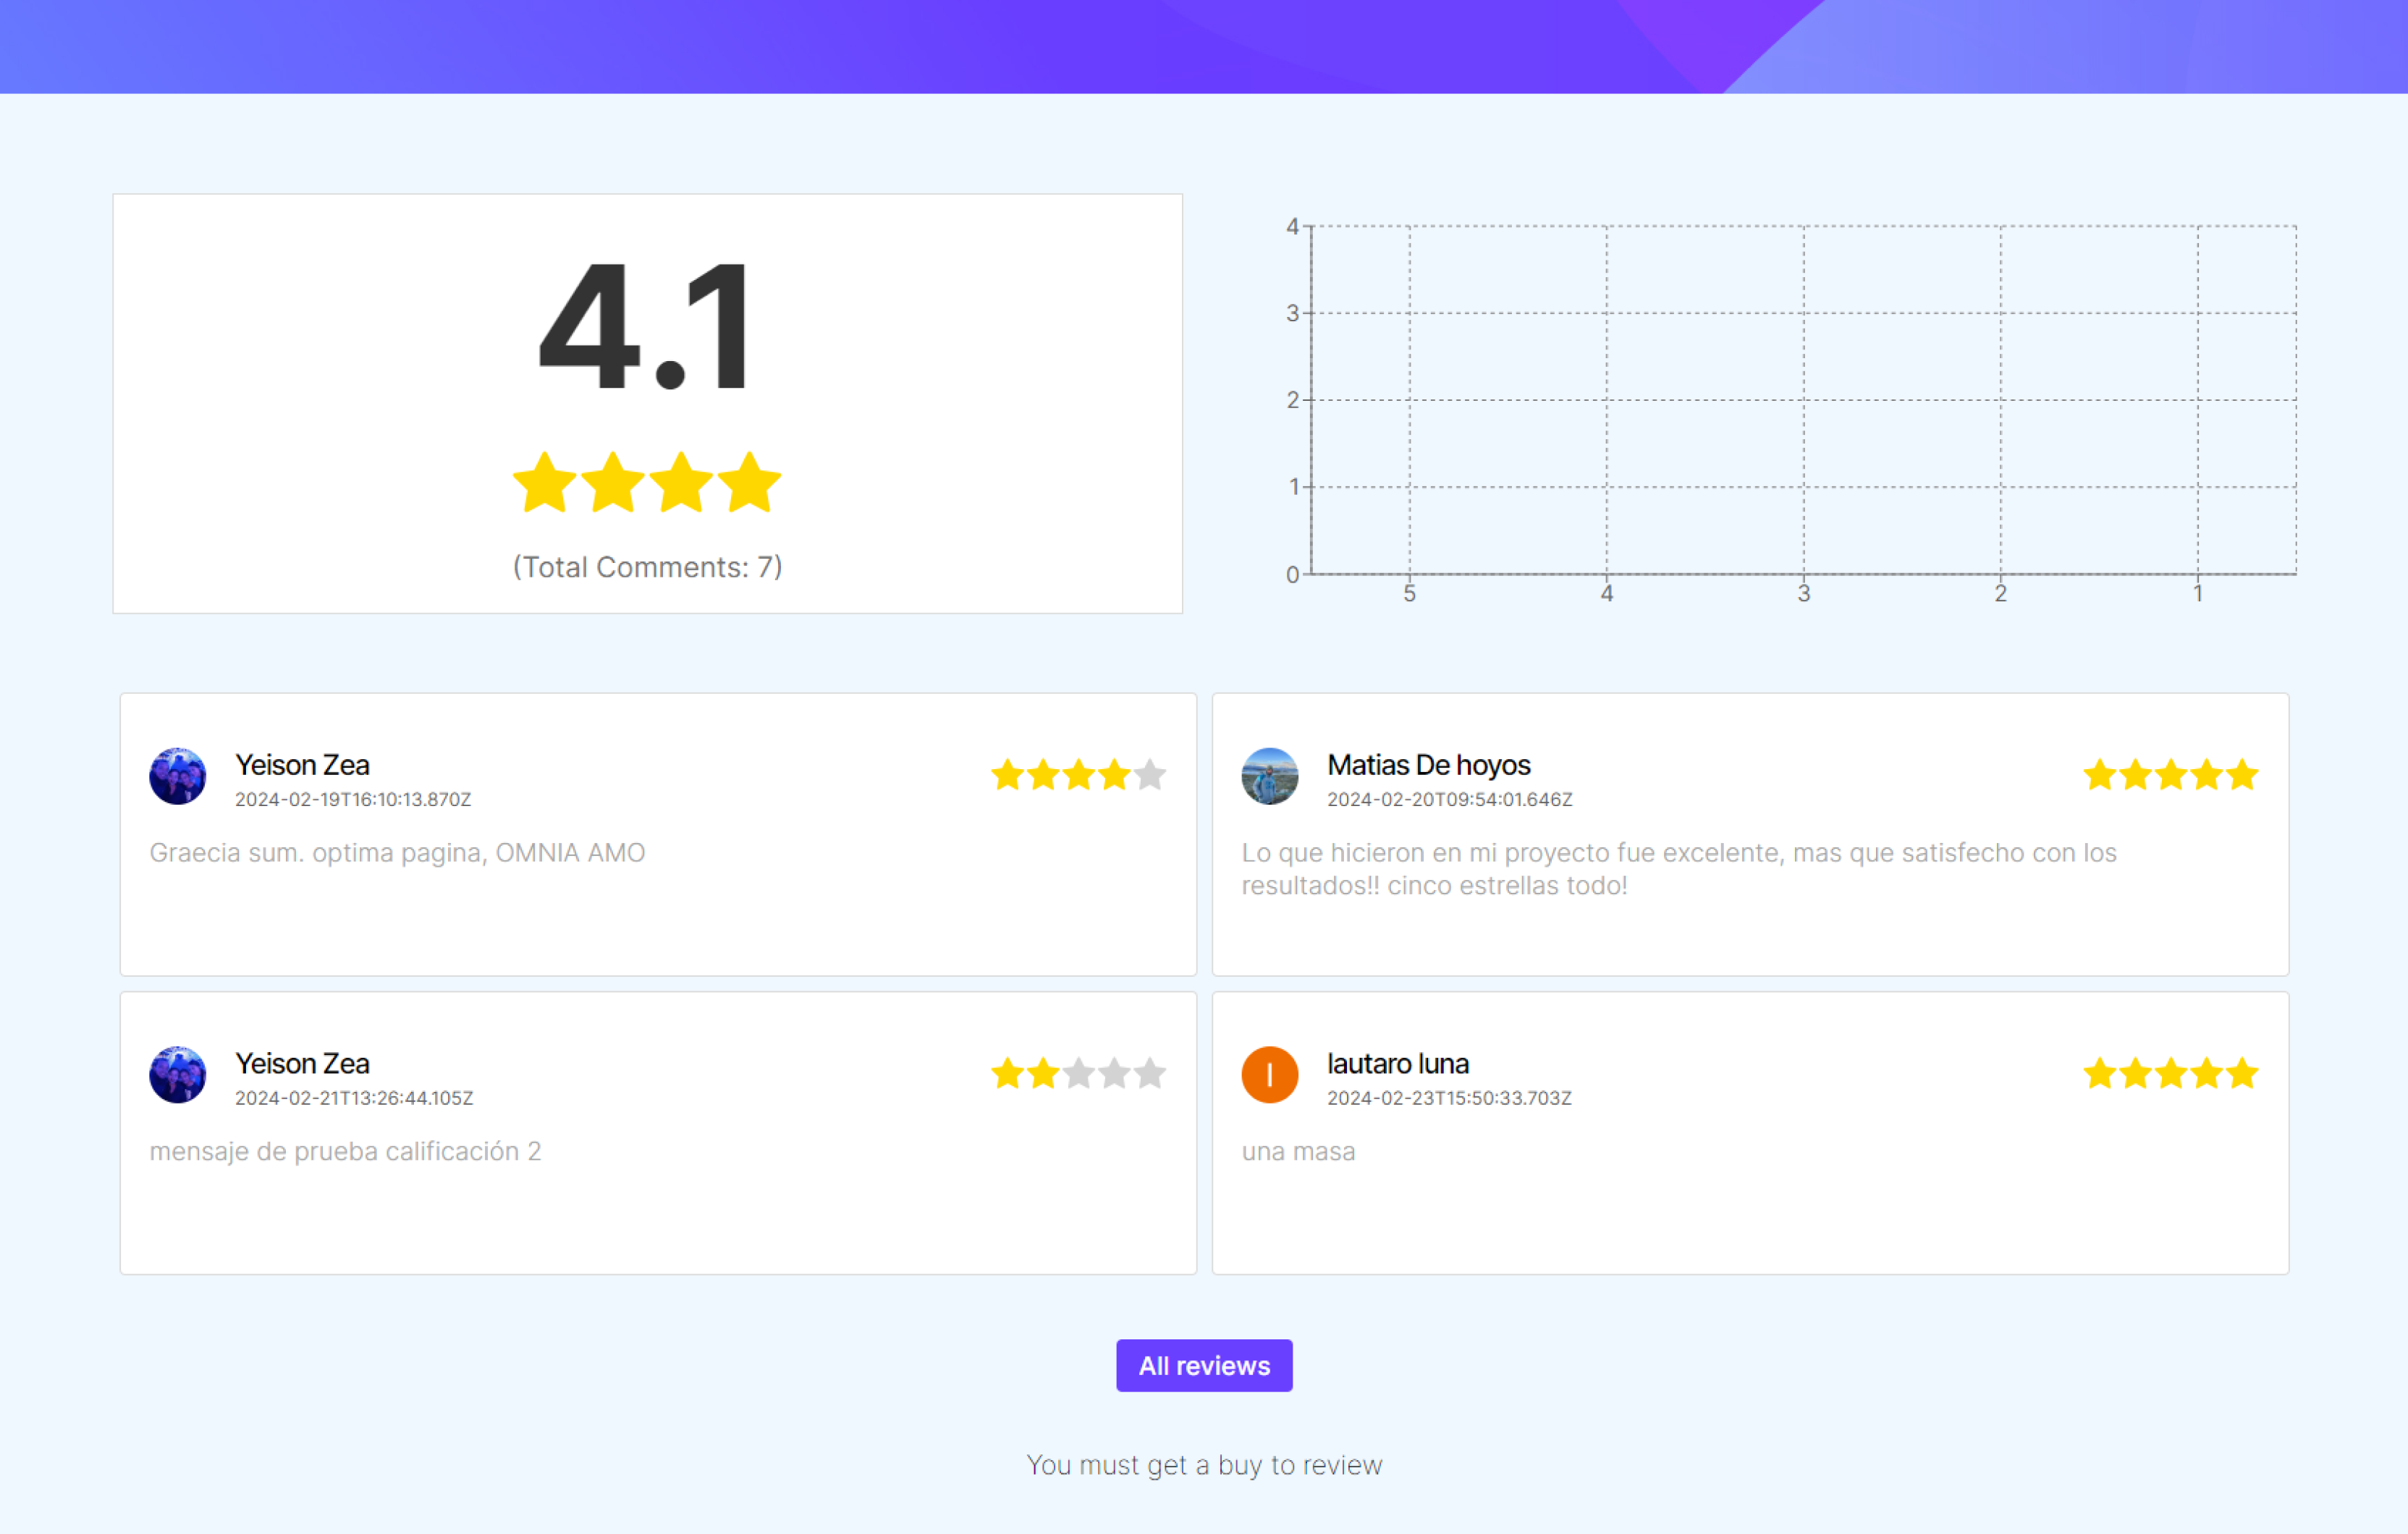 4.1
(Total Comments: 7)
4
3
2
1
0
5 4 3 2 1
Yeison Zea
2024-02-19T16:10:13.870Z
Graecia sum. optima pagina, OMNIA AMO
Matias De hoyos
2024-02-20T09:54:01.646Z
Lo que hicieron en mi proyecto fue excelente, mas que satisfecho con los
resultados!! cinco estrellas todo!
Yeison Zea
2024-02-21T13:26:44.105Z
mensaje de prueba calificación 2
l
lautaro luna
2024-02-23T15:50:33.703Z
una masa
All reviews
You must get a buy to review